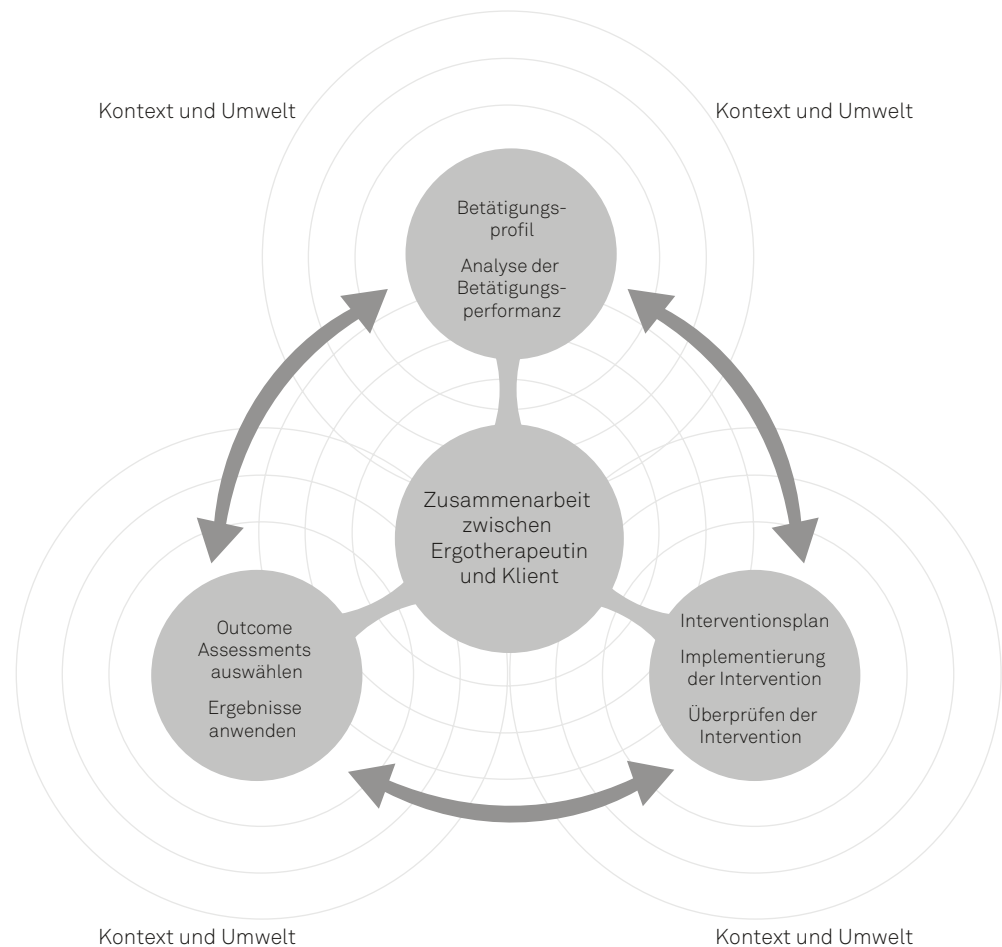 Kontext und Umwelt
Kontext und Umwelt
Betätigungs-
profil
Analyse der
Betätigungs-
performanz
Zusammenarbeit
zwischen
Ergotherapeutin
und Klient
Outcome
Assessments
auswählen
Ergebnisse
anwenden
Interventionsplan
Implementierung
der Intervention
Überprüfen der
Intervention
Kontext und Umwelt
Kontext und Umwelt